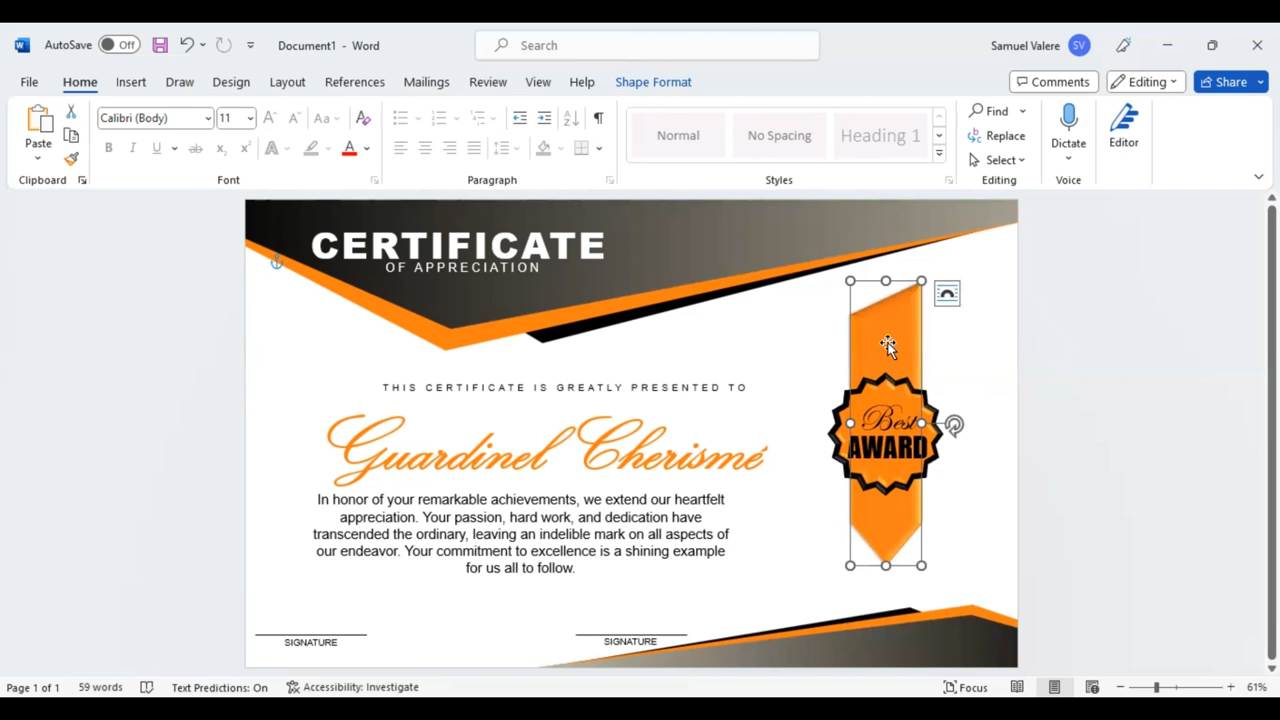 AutoSave Off Document1 - Word Search Samuel Valere SV
File Home Insert Draw Design Layout References Mailings Review View Help Shape Format Comments Editing Share
Paste Calibri (Body) 11 Normal No Spacing Heading 1 Find Replace Select Dictate Editor
Clipboard Font Paragraph Styles Editing Voice
CERTIFICATE
OF APPRECIATION
THIS CERTIFICATE IS GREATLY PRESENTED TO
Guardinel Cherismé
Best
AWARD
In honor of your remarkable achievements, we extend our heartfelt
appreciation. Your passion, hard work, and dedication have
transcended the ordinary, leaving an indelible mark on all aspects of
our endeavor. Your commitment to excellence is a shining example
for us all to follow.
SIGNATURE SIGNATURE
Page 1 of 1 59 words Text Predictions: On Accessibility: Investigate Focus 61%